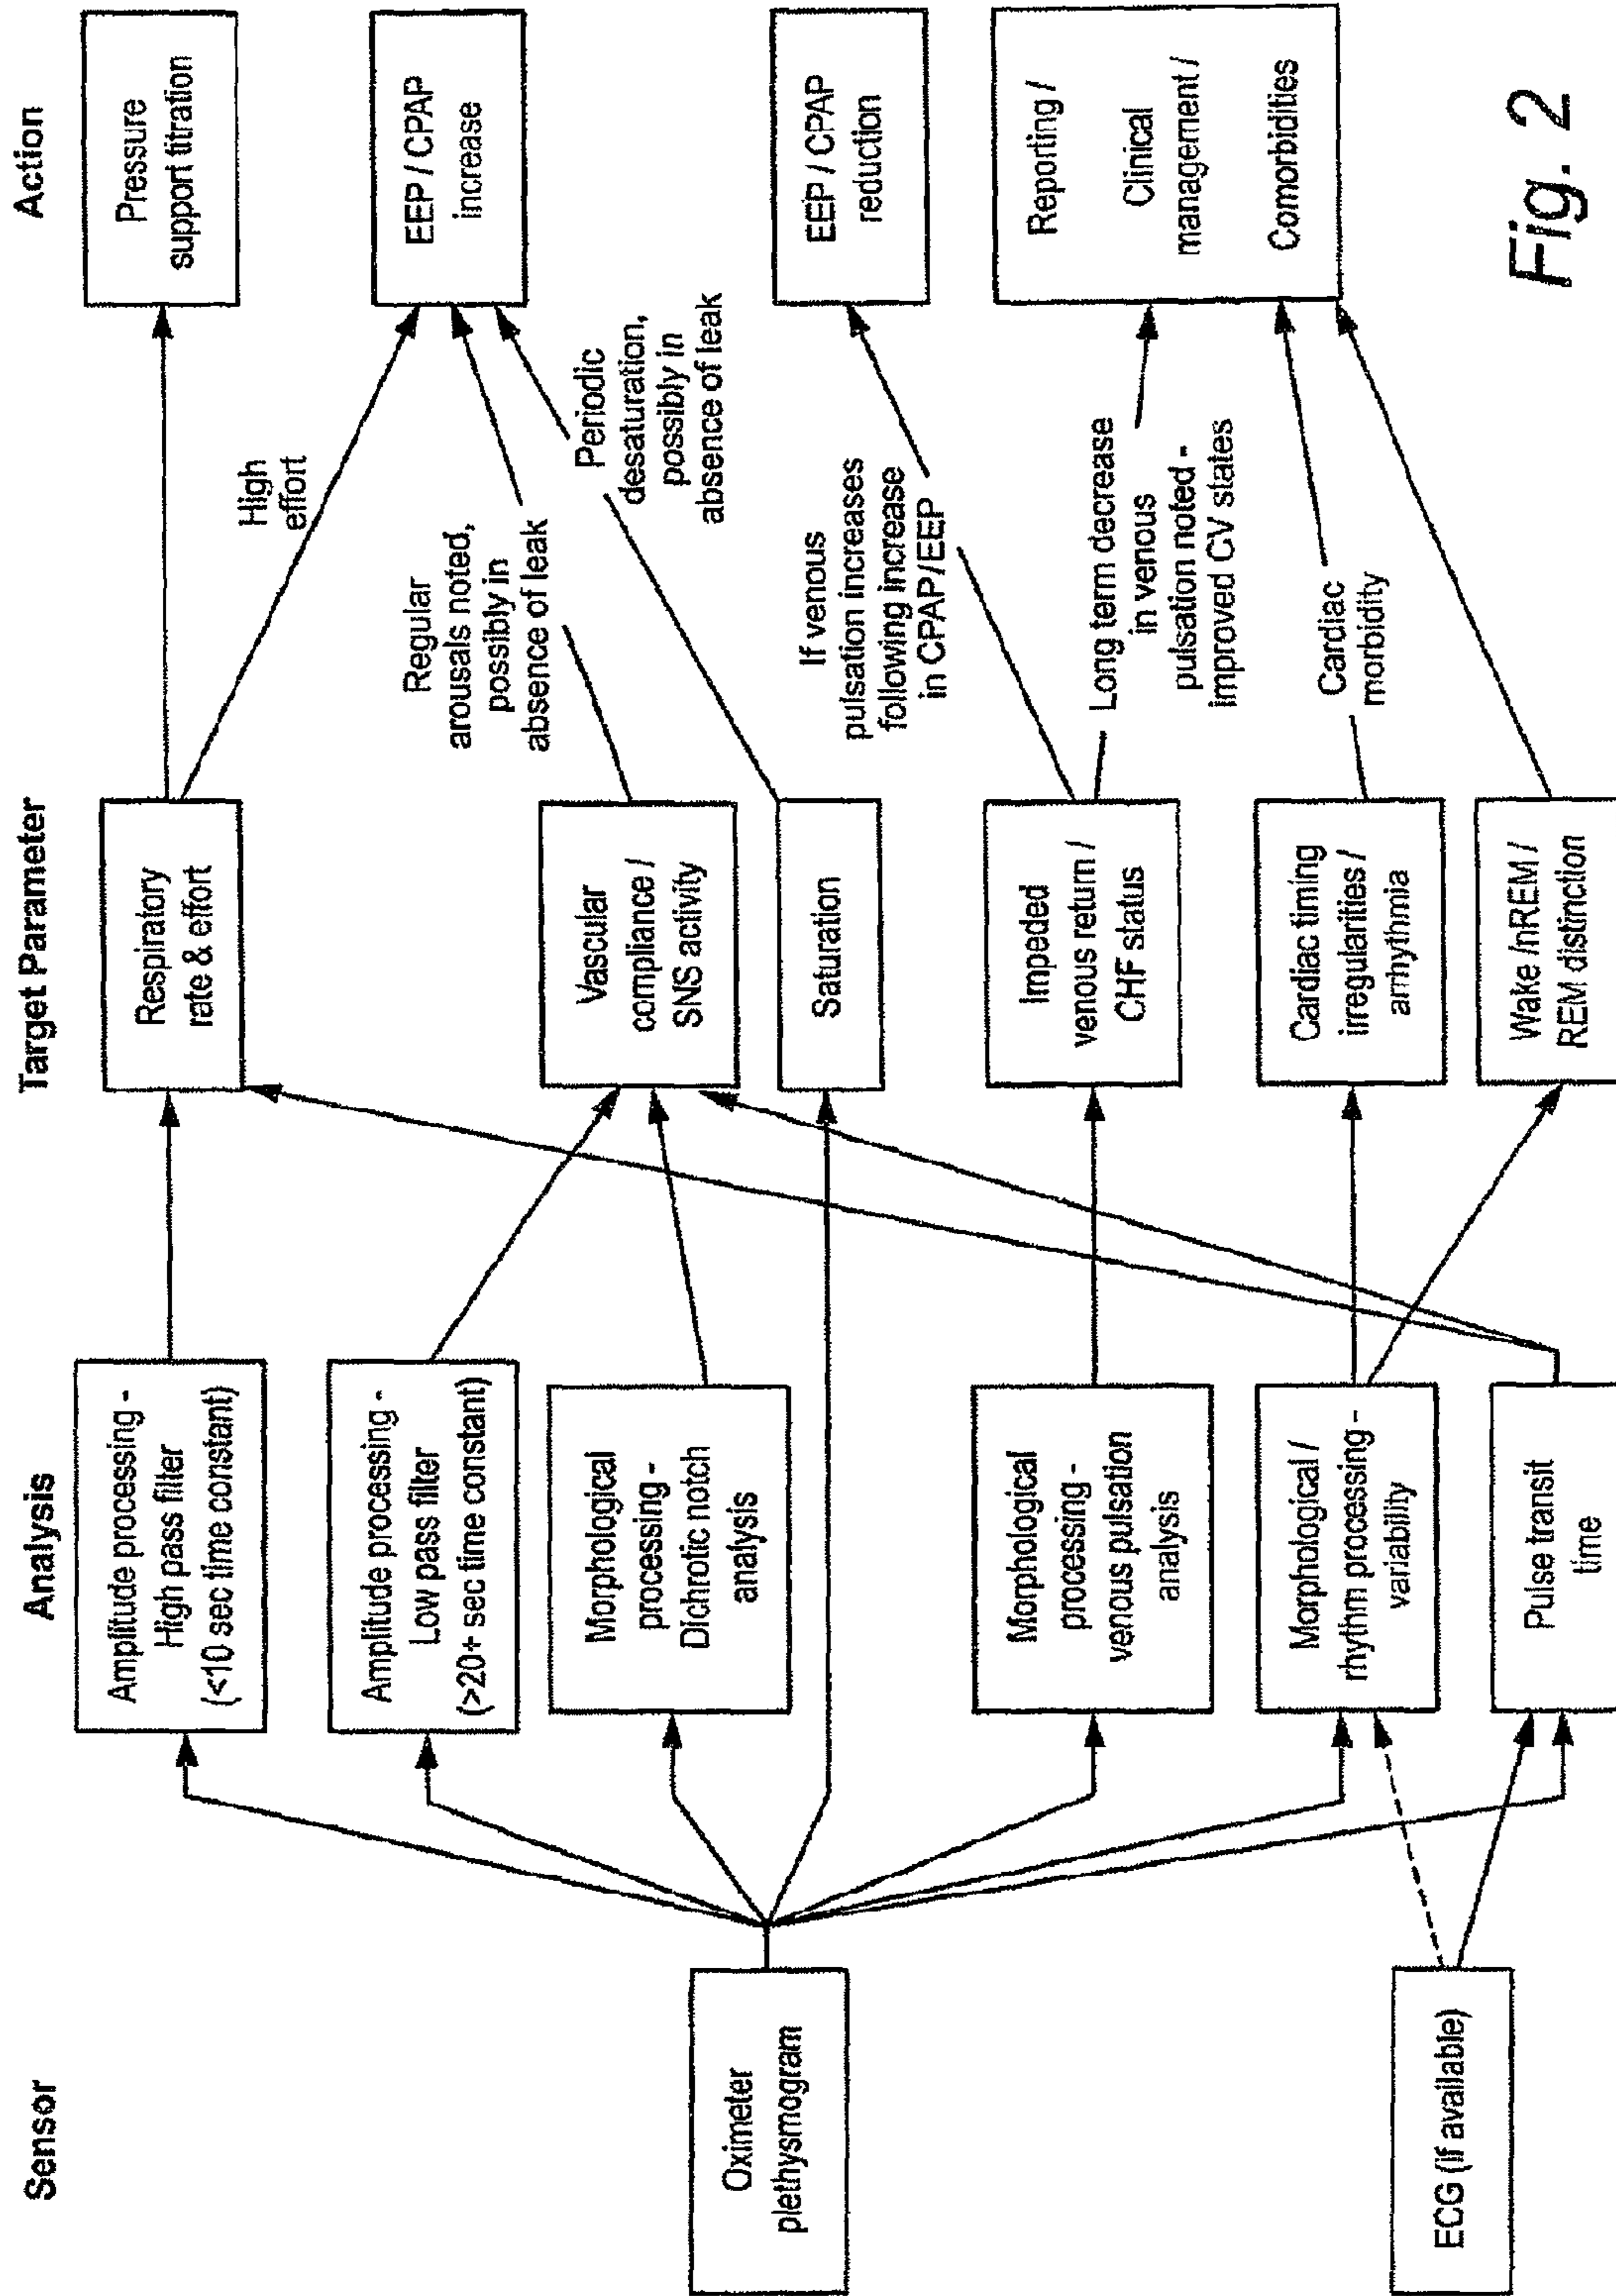 Sensor
Analysis
Target Parameter
Action
Oximeter
plethysmogram
ECG (if available)
Amplitude processing -
High pass filter
(<10 sec time constant)
Amplitude processing -
Low pass filter
(>20+ sec time constant)
Morphological
processing -
Dichrotic notch
analysis
Morphological
processing -
venous pulsation
analysis
Morphological /
rhythm processing -
variability
Pulse transit
time
Respiratory
rate & effort
Vascular
compliance /
SNS activity
Saturation
Impeded
venous return /
CHF status
Cardiac timing
irregularities /
arrhythmia
Wake /nREM /
REM distinction
High
effort
Regular
arousals noted,
possibly in
absence of leak
Periodic
desaturation,
possibly in
absence of leak
If venous
pulsation increases
following increase
in CPAP/EEP
Long term decrease
in venous
pulsation noted -
improved CV states
Cardiac
morbidity
Pressure
support titration
EEP / CPAP
increase
EEP / CPAP
reduction
Reporting /
Clinical
management /
Comorbidities
Fig. 2